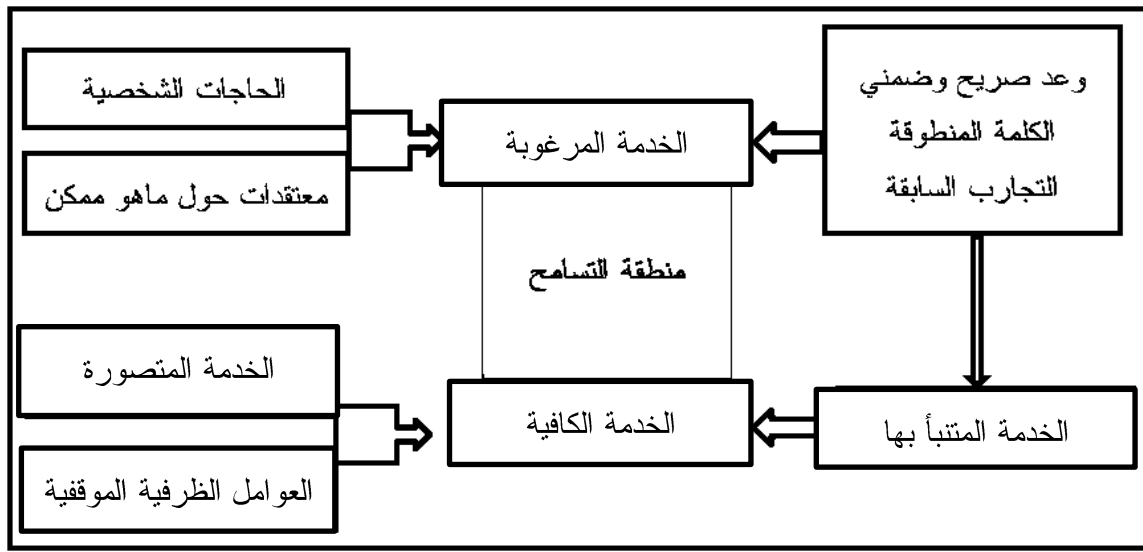 وعد صريح وضمني
الكلمة المنطوقة
التجارب السابقة
الحاجات الشخصية
الخدمة المرغوبة
معتقدات حول ماهو ممكن
منطقة التسامح
الخدمة المتصورة
الخدمة الكافية
الخدمة المتنبأ بها
العوامل الظرفية الموقفية